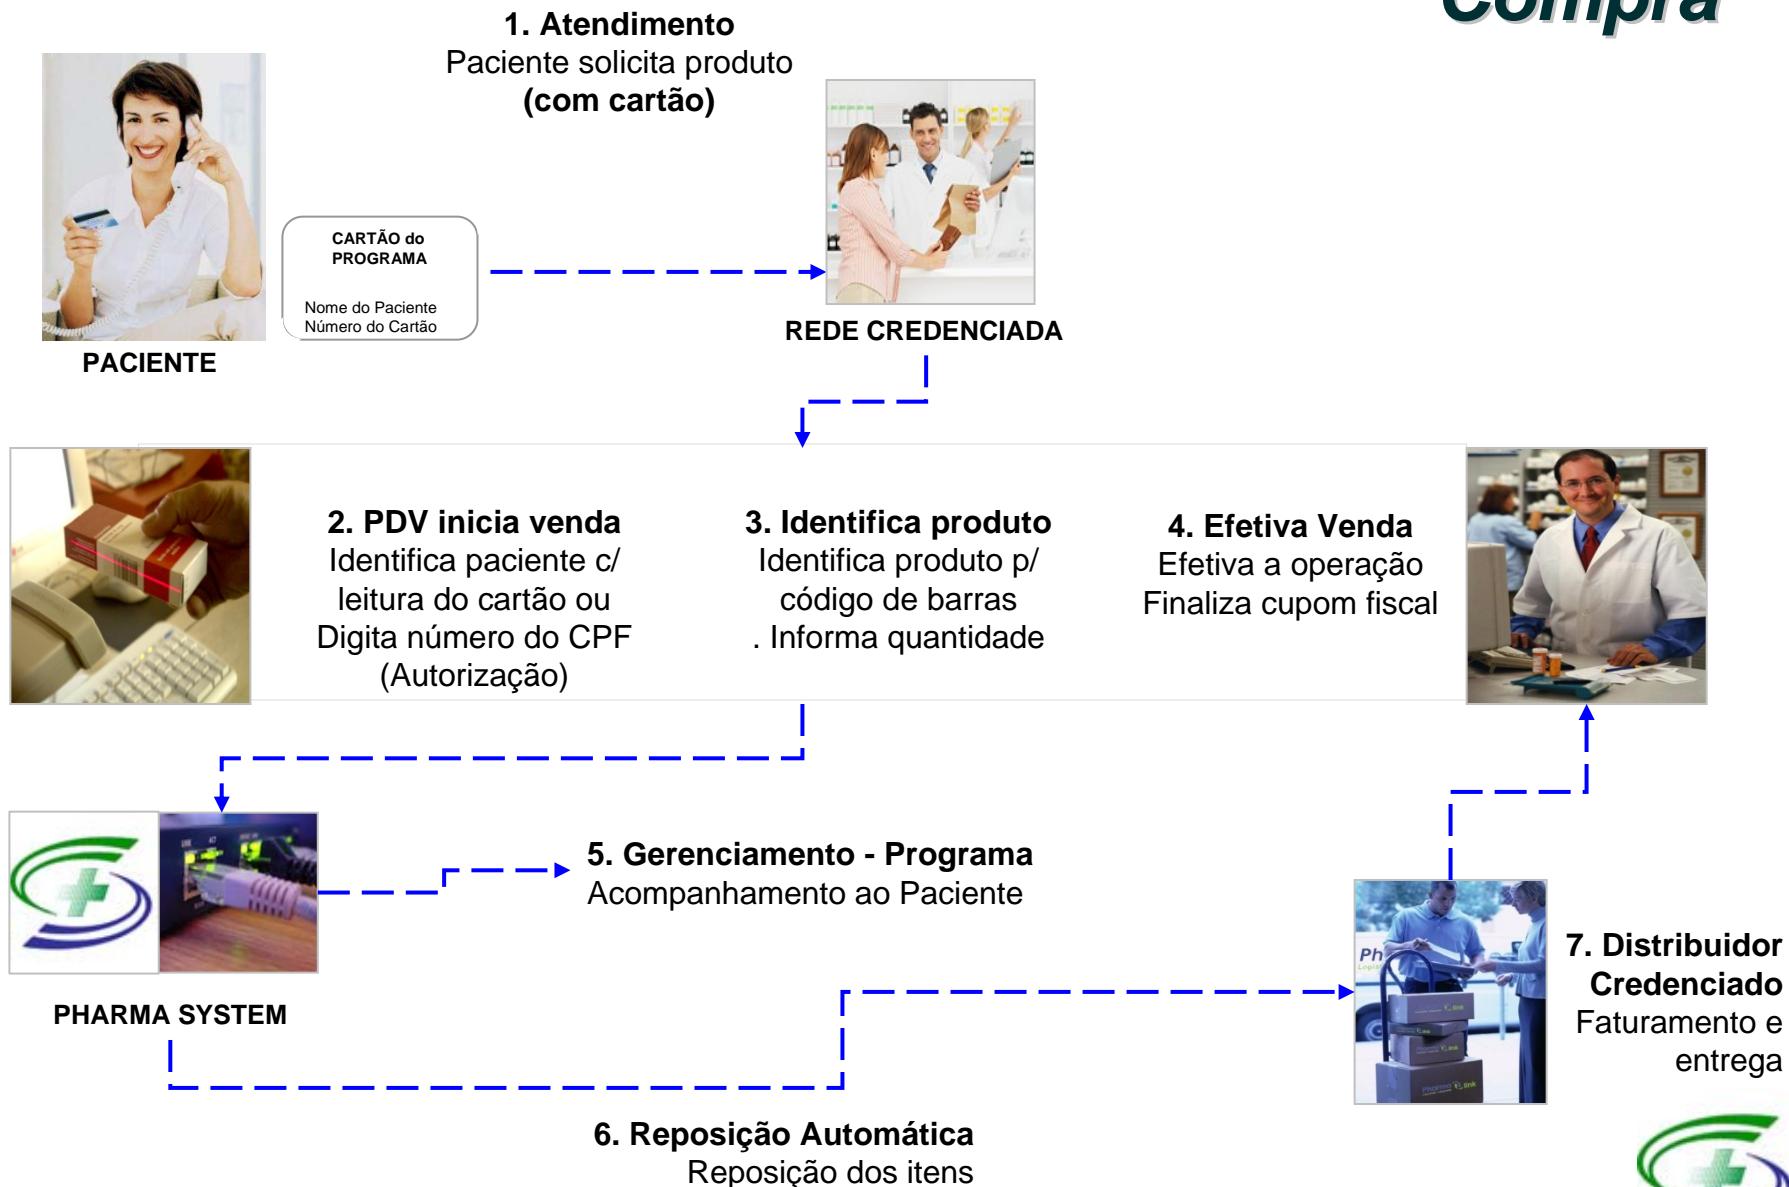 Compra
1. Atendimento
Paciente solicita produto
(com cartão)
CARTÃO do
PROGRAMA
Nome do Paciente
Número do Cartão
PACIENTE
REDE CREDENCIADA
2. PDV inicia venda
Identifica paciente c/
leitura do cartão ou
Digita número do CPF
(Autorização)
3. Identifica produto
Identifica produto p/
código de barras
. Informa quantidade
4. Efetiva Venda
Efetiva a operação
Finaliza cupom fiscal
5. Gerenciamento - Programa
Acompanhamento ao Paciente
PHARMA SYSTEM
7. Distribuidor
Credenciado
Faturamento e
entrega
6. Reposição Automática
Reposição dos itens